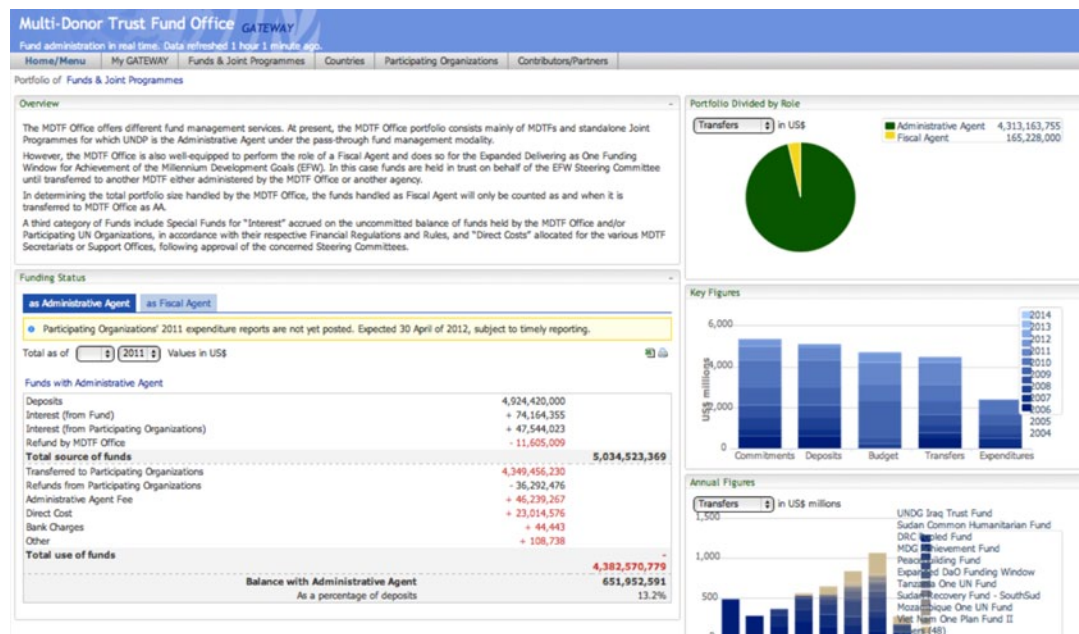 Multi-Donor Trust Fund Office GATEWAY
Fund administration in real time. Data refreshed 1 hour 1 minute ago.
Home/Menu My GATEWAY Funds & Joint Programmes Countries Participating Organizations Contributors/Partners
Portfolio of Funds & Joint Programmes
Overview -
The MDTF Office offers different fund management services. At present, the MDTF Office portfolio consists mainly of MDTFs and standalone Joint
Programmes for which UNDP is the Administrative Agent under the pass-through fund management modality.
However, the MDTF Office is also well-equipped to perform the role of a Fiscal Agent and does so for the Expanded Delivering as One Funding
Window for Achievement of the Millennium Development Goals (EFW). In this case funds are held in trust on behalf of the EFW Steering Committee
until transferred to another MDTF either administered by the MDTF Office or another agency.
In determining the total portfolio size handled by the MDTF Office, the funds handled as Fiscal Agent will only be counted as and when it is
transferred to MDTF Office as AA.
A third category of Funds include Special Funds for "Interest" accrued on the uncommitted balance of funds held by the MDTF Office and/or
Participating UN Organizations, in accordance with their respective Financial Regulations and Rules, and "Direct Costs" allocated for the various MDTF
Secretariats or Support Offices, following approval of the concerned Steering Committees.
Funding Status -
as Administrative Agent as Fiscal Agent
Participating Organizations' 2011 expenditure reports are not yet posted. Expected 30 April of 2012, subject to timely reporting.
Total as of 2011 Values in US$
Funds with Administrative Agent
Deposits 4,924,420,000
Interest (from Fund) + 74,164,355
Interest (from Participating Organizations) + 47,544,023
Refund by MDTF Office - 11,605,009
Total source of funds 5,034,523,369
Transferred to Participating Organizations 4,349,456,230
Refunds from Participating Organizations - 36,292,476
Administrative Agent Fee + 46,239,267
Direct Cost + 23,014,576
Bank Charges + 44,443
Other + 108,738
Total use of funds -
4,382,570,779
Balance with Administrative Agent 651,952,591
As a percentage of deposits 13.2%
Portfolio Divided by Role
Transfers in US$
Administrative Agent 4,313,163,755
Fiscal Agent 165,228,000
Key Figures
US$ millions
6,000
4,000
2,000
0
Commitments Deposits Budget Transfers Expenditures
2014
2013
2012
2011
2010
2009
2008
2007
2006
2005
2004
Annual Figures
Transfers in US$ millions
1,500
1,000
500
0
UNDG Iraq Trust Fund
Sudan Common Humanitarian Fund
DRC Pooled Fund
MDG Achievement Fund
Peacebuilding Fund
Expanded DaO Funding Window
Tanzania One UN Fund
Sudan Recovery Fund - SouthSud
Mozambique One UN Fund
Viet Nam One Plan Fund II
(48)